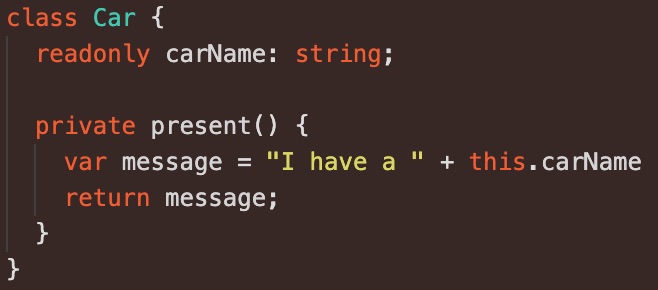 class Car {
readonly carName: string;
private present() {
var message = "I have a " + this.carName
return message;
}
}